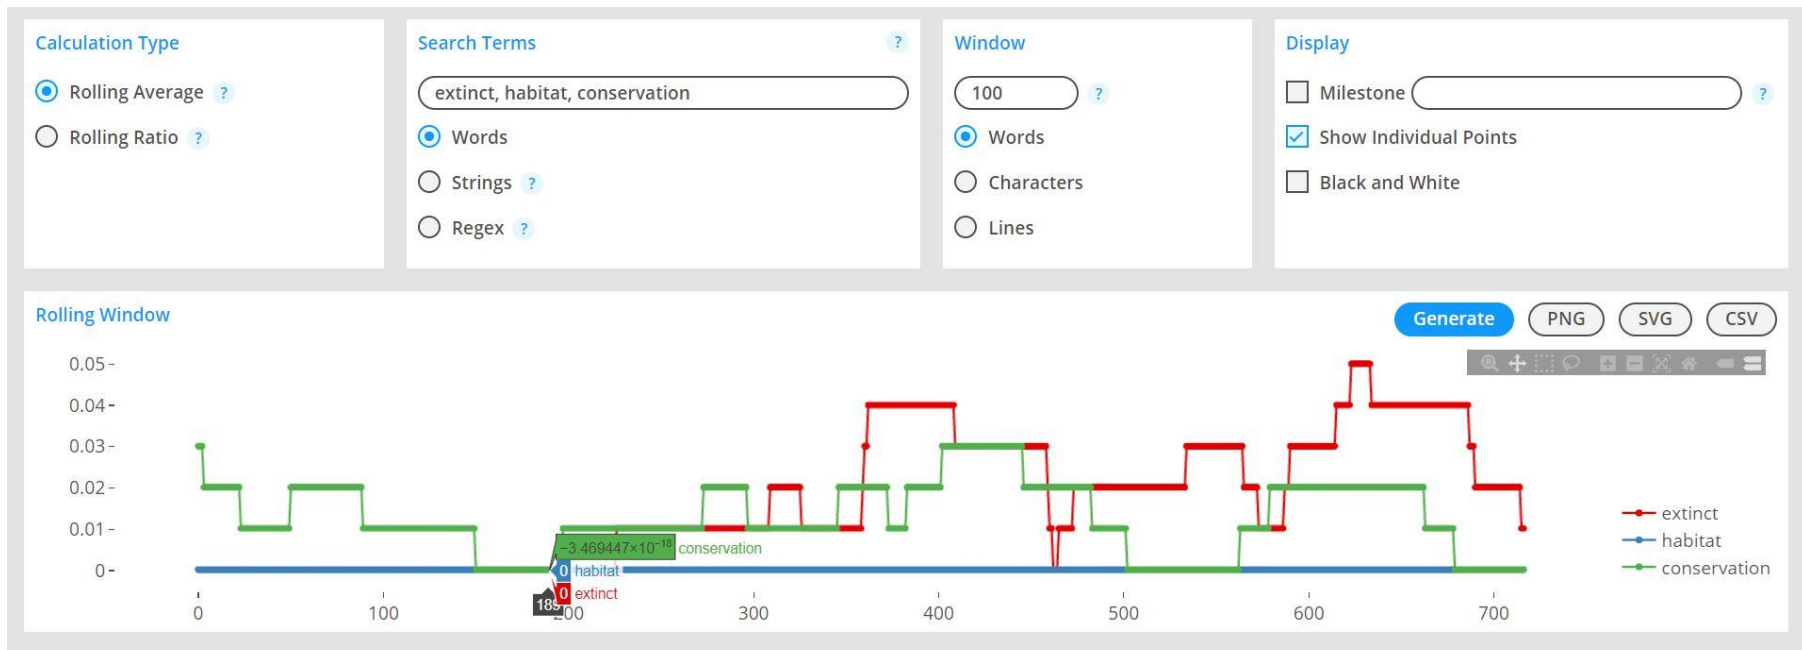 Calculation Type
Rolling Average ?
Rolling Ratio ?
Search Terms ?
extinct, habitat, conservation
Words
Strings ?
Regex ?
Window
100 ?
Words
Characters
Lines
Display
Milestone ?
Show Individual Points
Black and White
Rolling Window
Generate PNG SVG CSV
0.05
0.04
0.03
0.02
0.01
0
−3.469447×10⁻¹⁸ conservation
0 habitat
0 extinct
189
0 100 200 300 400 500 600 700
extinct
habitat
conservation